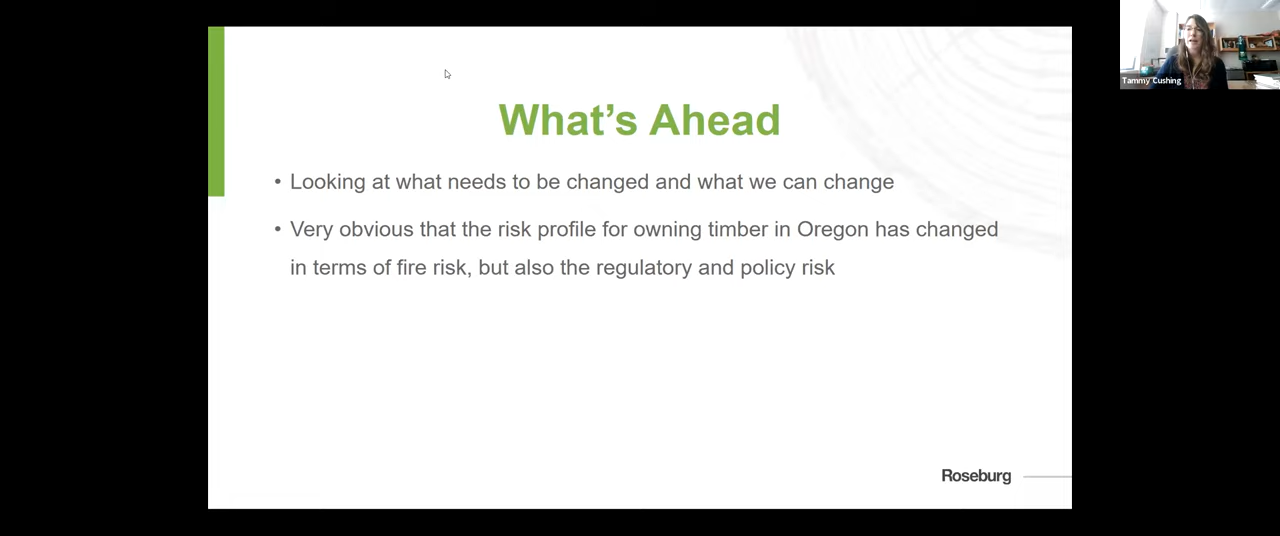 What's Ahead
• Looking at what needs to be changed and what we can change
• Very obvious that the risk profile for owning timber in Oregon has changed
in terms of fire risk, but also the regulatory and policy risk
Roseburg
Tammy Cushing